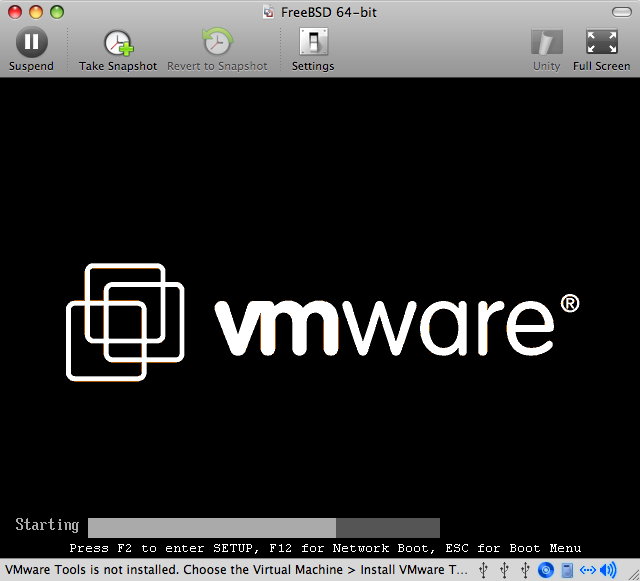 FreeBSD 64-bit
Suspend
Take Snapshot
Revert to Snapshot
Settings
Unity
Full Screen
vmware®
Starting
Press F2 to enter SETUP, F12 for Network Boot, ESC for Boot Menu
VMware Tools is not installed. Choose the Virtual Machine > Install VMware T...